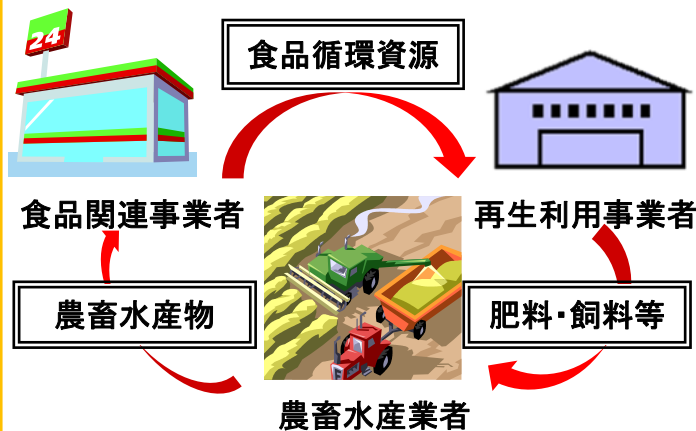 24
食品循環資源
食品関連事業者
再生利用事業者
農畜水産物
肥料・飼料等
農畜水産業者